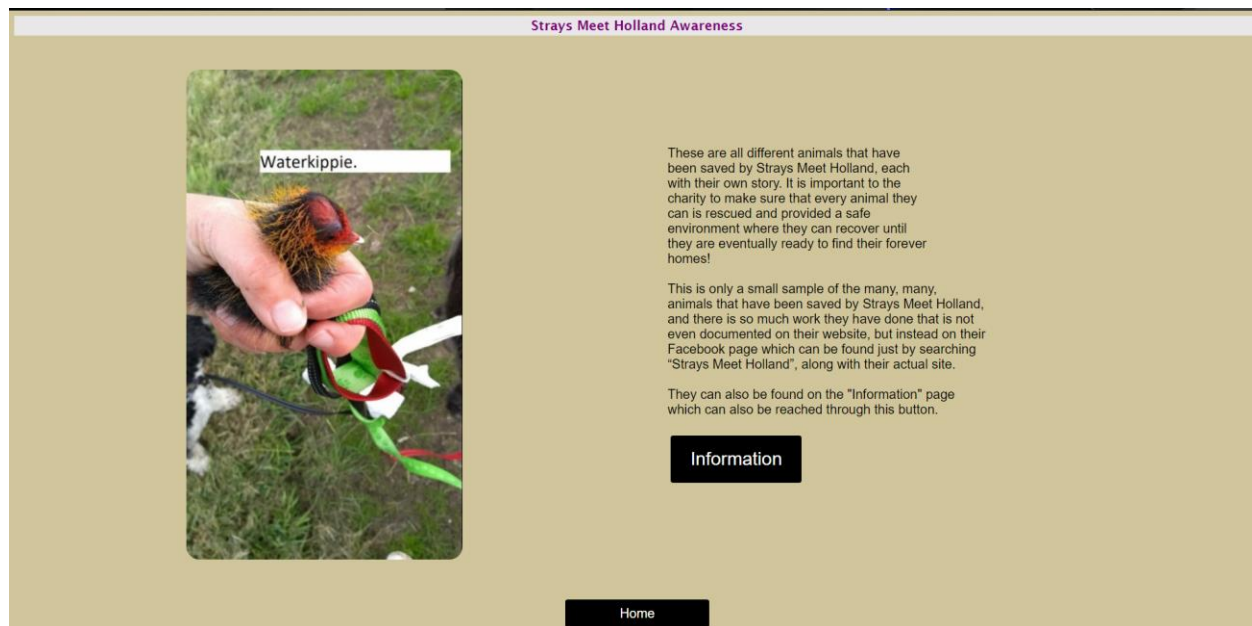 Strays Meet Holland Awareness
Waterkippie.
These are all different animals that have
been saved by Strays Meet Holland, each
with their own story. It is important to the
charity to make sure that every animal they
can is rescued and provided a safe
environment where they can recover until
they are eventually ready to find their forever
homes!
This is only a small sample of the many, many,
animals that have been saved by Strays Meet Holland,
and there is so much work they have done that is not
even documented on their website, but instead on their
Facebook page which can be found just by searching
“Strays Meet Holland”, along with their actual site.
They can also be found on the "Information" page
which can also be reached through this button.
Information
Home